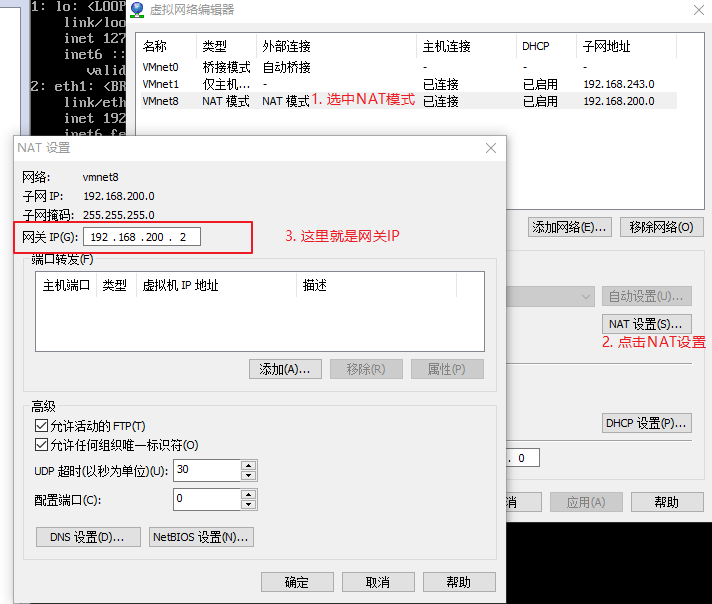 1: lo: <LOOP
link/loo
inet 127
inet6 ::
valid
2: eth1: <BR
link/eth
inet 192
inet6 fe
虚拟网络编辑器
名称 类型 外部连接 主机连接 DHCP 子网地址
VMnet0 桥接模式 自动桥接 - - -
VMnet1 仅主机... - 已连接 已启用 192.168.243.0
VMnet8 NAT 模式 NAT 模式 已连接 已启用 192.168.200.0
1. 选中NAT模式
添加网络(E)... 移除网络(O)
自动设置(U)...
NAT 设置(S)...
2. 点击NAT设置
DHCP 设置(P)...
. 0
消 应用(A) 帮助
NAT 设置
网络: vmnet8
子网 IP: 192.168.200.0
子网掩码: 255.255.255.0
网关 IP(G): 192 . 168 . 200 . 2
3. 这里就是网关IP
端口转发(F)
主机端口 类型 虚拟机 IP 地址 描述
添加(A)... 移除(R) 属性(P)
高级
允许活动的 FTP(T)
允许任何组织唯一标识符(O)
UDP 超时(以秒为单位)(U): 30
配置端口(C): 0
DNS 设置(D)... NetBIOS 设置(N)...
确定 取消 帮助